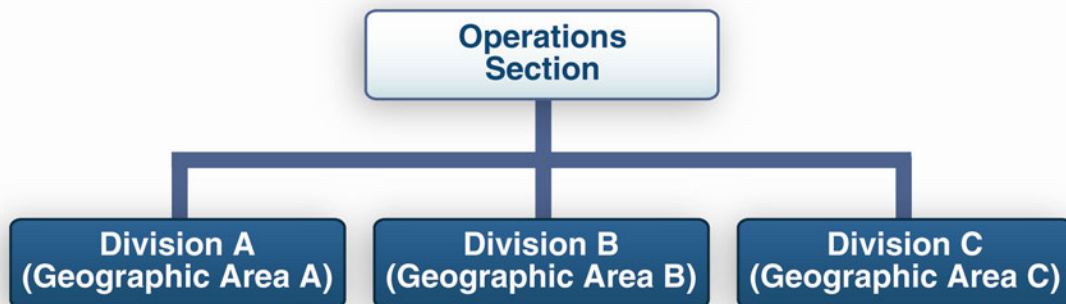 Operations
Section
Division A
(Geographic Area A)
Division B
(Geographic Area B)
Division C
(Geographic Area C)